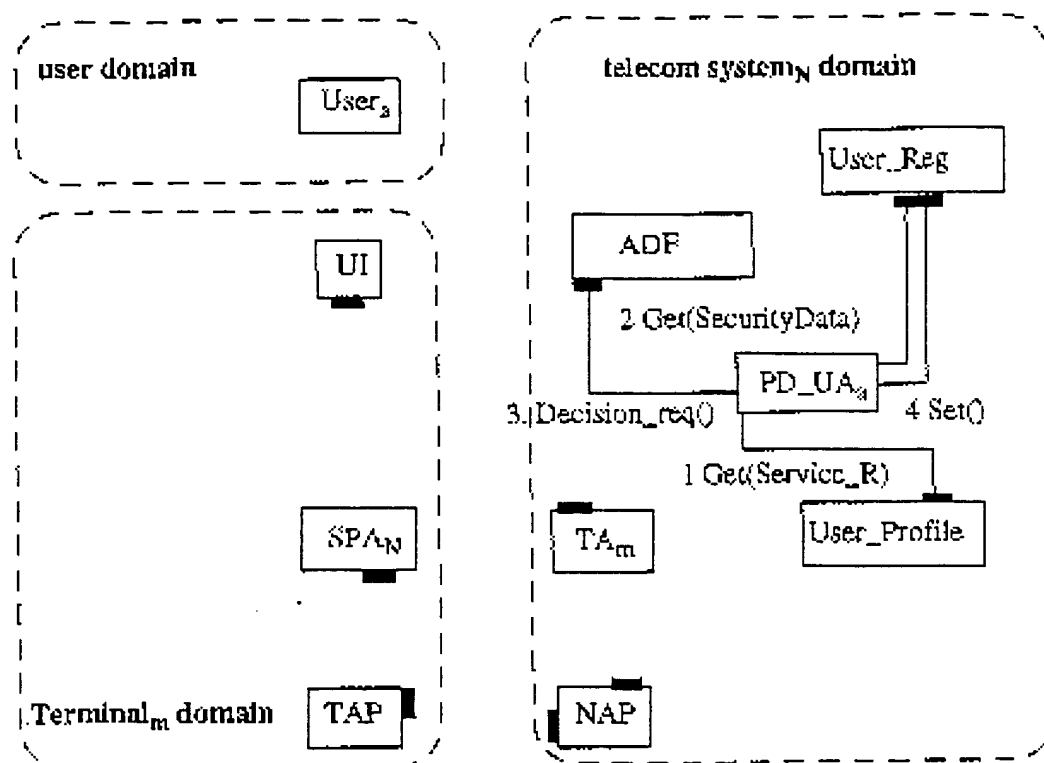 user domain
User_a
telecom system_N domain
User_Reg
ADF
UI
2 Get(SecurityData)
PD_UA_a
3. Decision_req()
4 Set()
1 Get(Service_R)
SPA_N
TA_m
User_Profile
Terminal_m domain
TAP
NAP